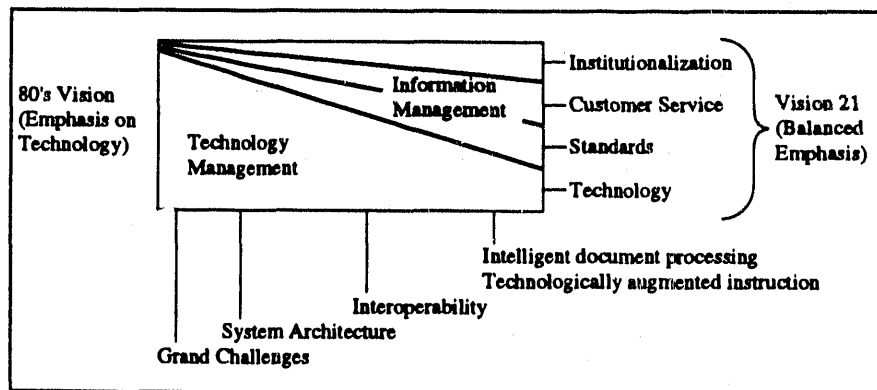 80's Vision
(Emphasis on
Technology)
Technology
Management
Information
Management
Institutionalization
Customer Service
Standards
Technology
Vision 21
(Balanced
Emphasis)
Intelligent document processing
Technologically augmented instruction
Interoperability
System Architecture
Grand Challenges